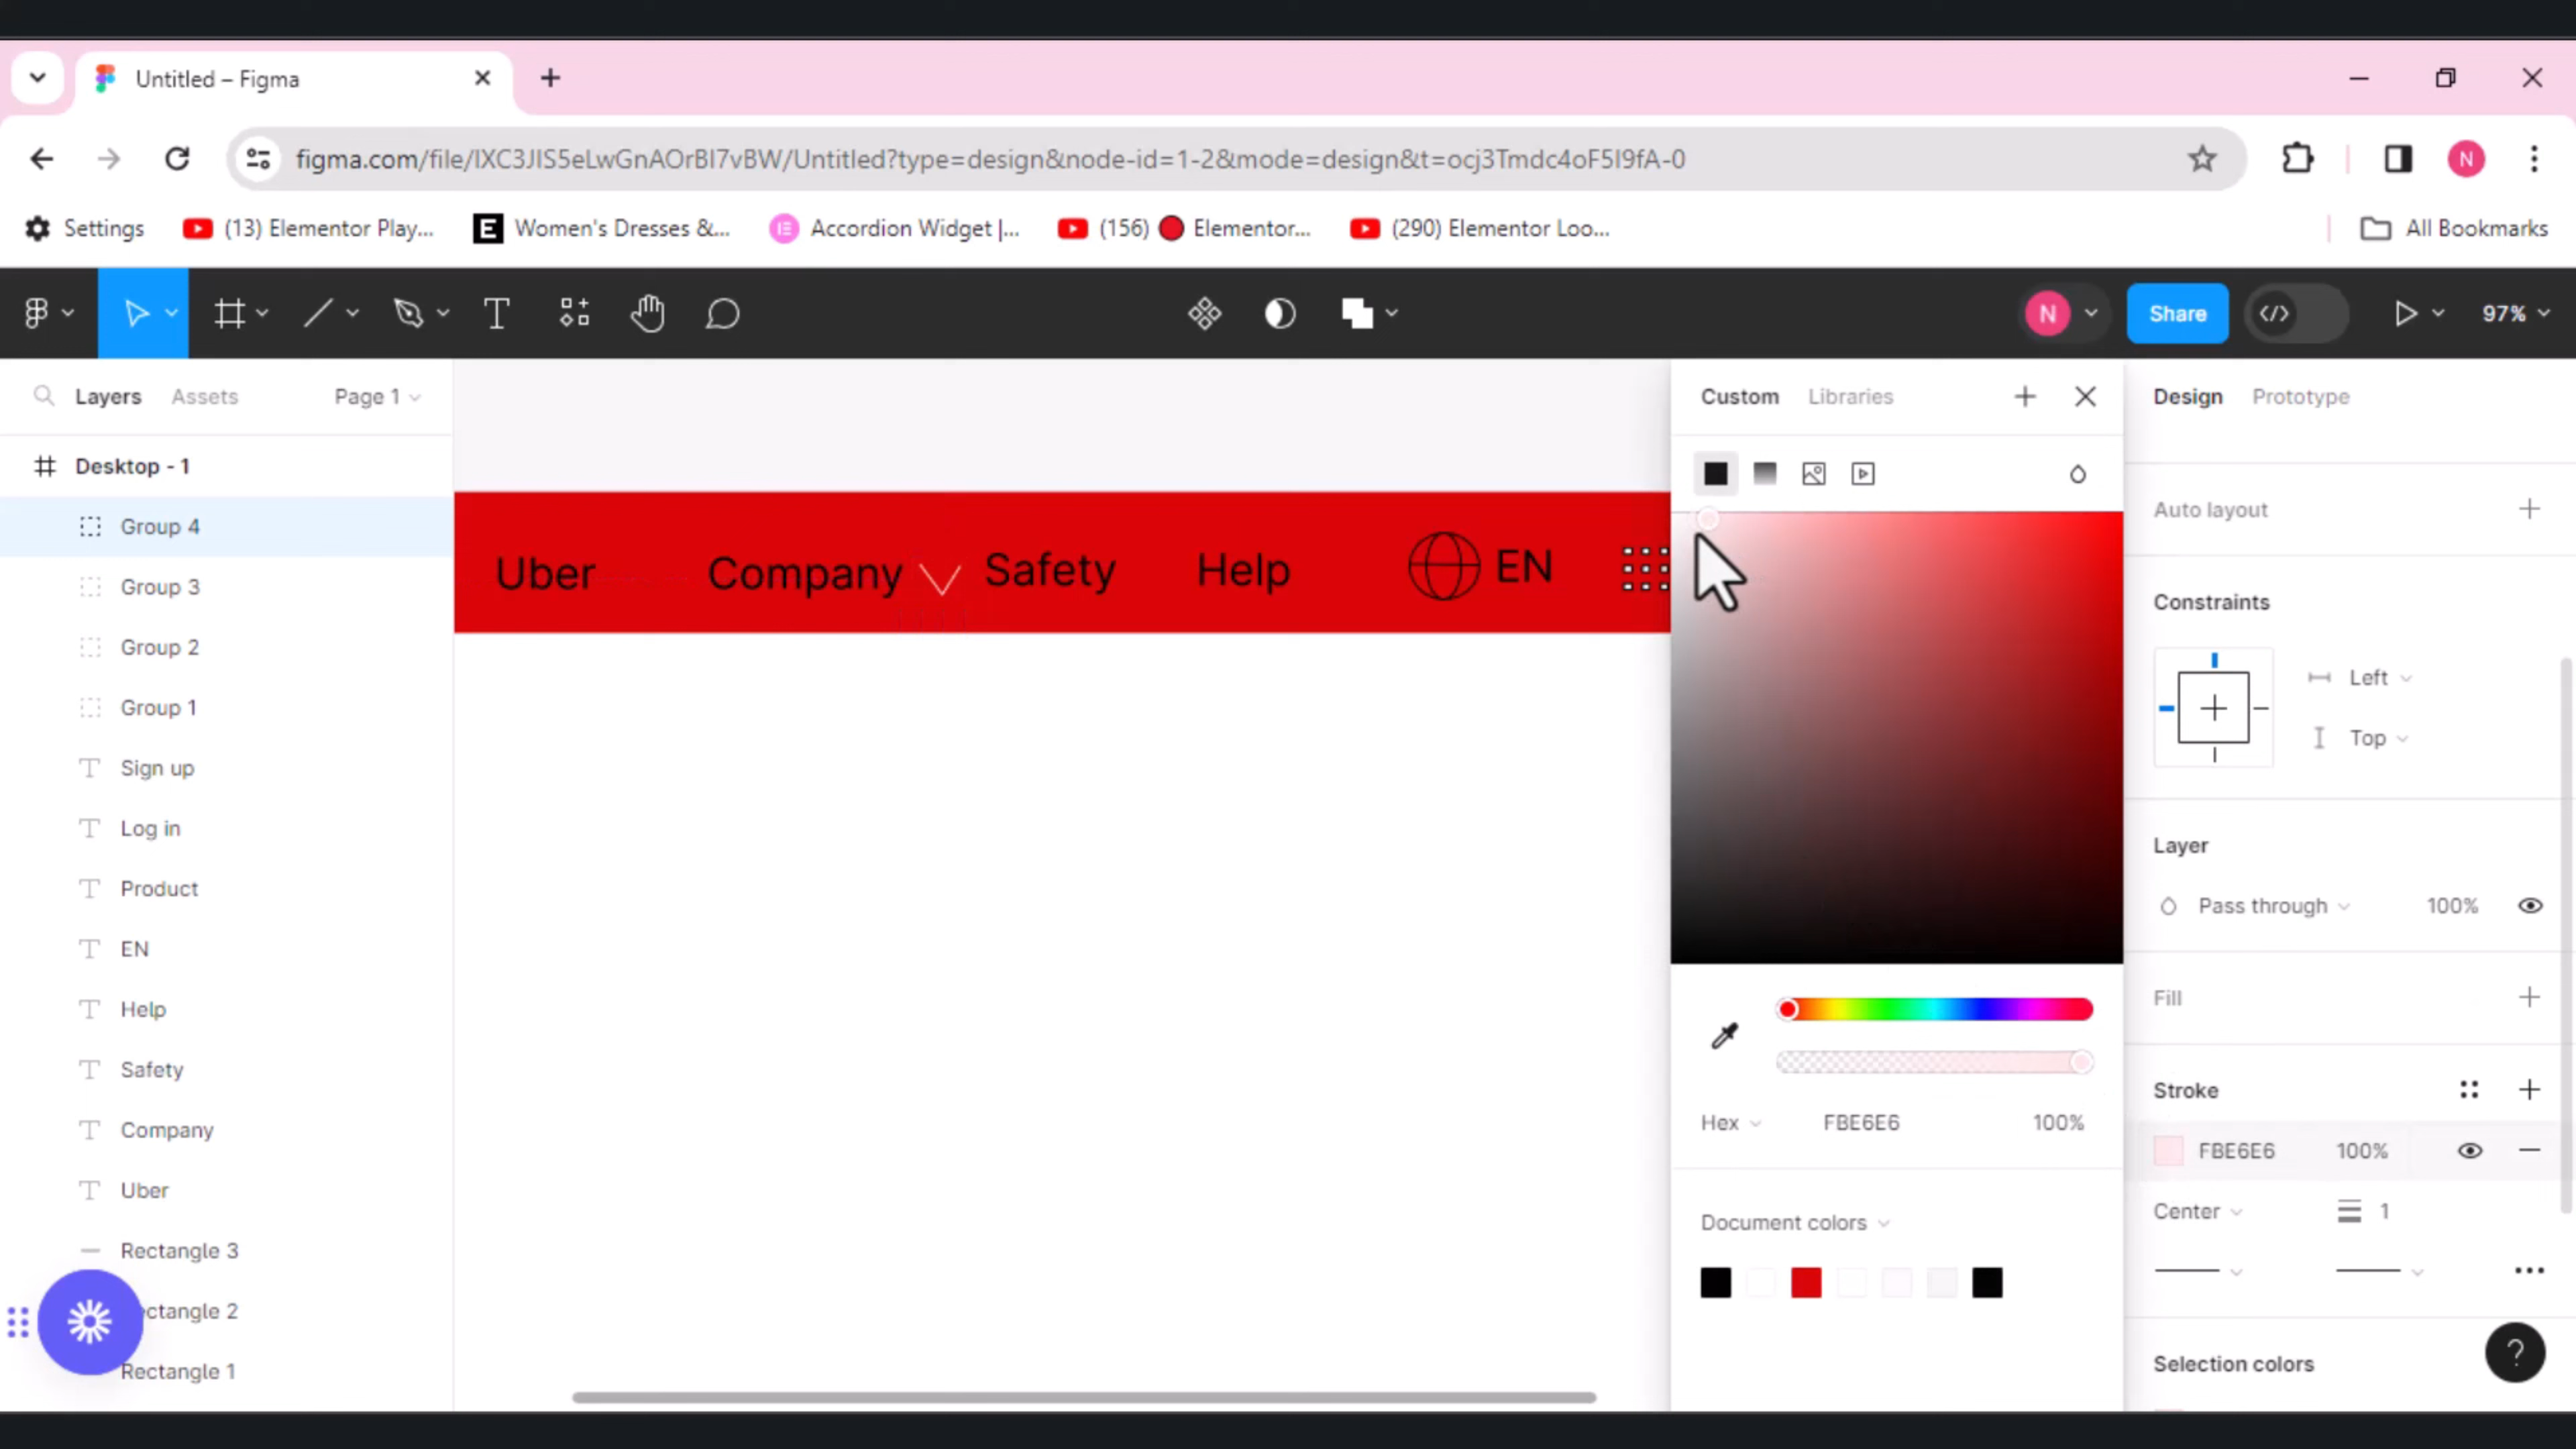 Untitled – Figma
figma.com/file/IXC3JIS5eLwGnAOrBI7vBW/Untitled?type=design&node-id=1-2&mode=design&t=ocj3Tmdc4oF5I9fA-0
N
Settings
(13) Elementor Play...
E
Women's Dresses &...
Accordion Widget |...
(156)
Elementor...
(290) Elementor Loo...
All Bookmarks
N
Share
97%
Layers
Assets
Page 1
Custom
Libraries
Design
Prototype
Desktop - 1
Group 4
Group 3
Group 2
Group 1
Sign up
Log in
Product
EN
Help
Safety
Company
Uber
Rectangle 3
ectangle 2
Rectangle 1
Uber
Company
Safety
Help
EN
Hex
FBE6E6
100%
Document colors
Auto layout
Constraints
Left
Top
Layer
Pass through
100%
Fill
Stroke
FBE6E6
100%
Center
1
Selection colors
?